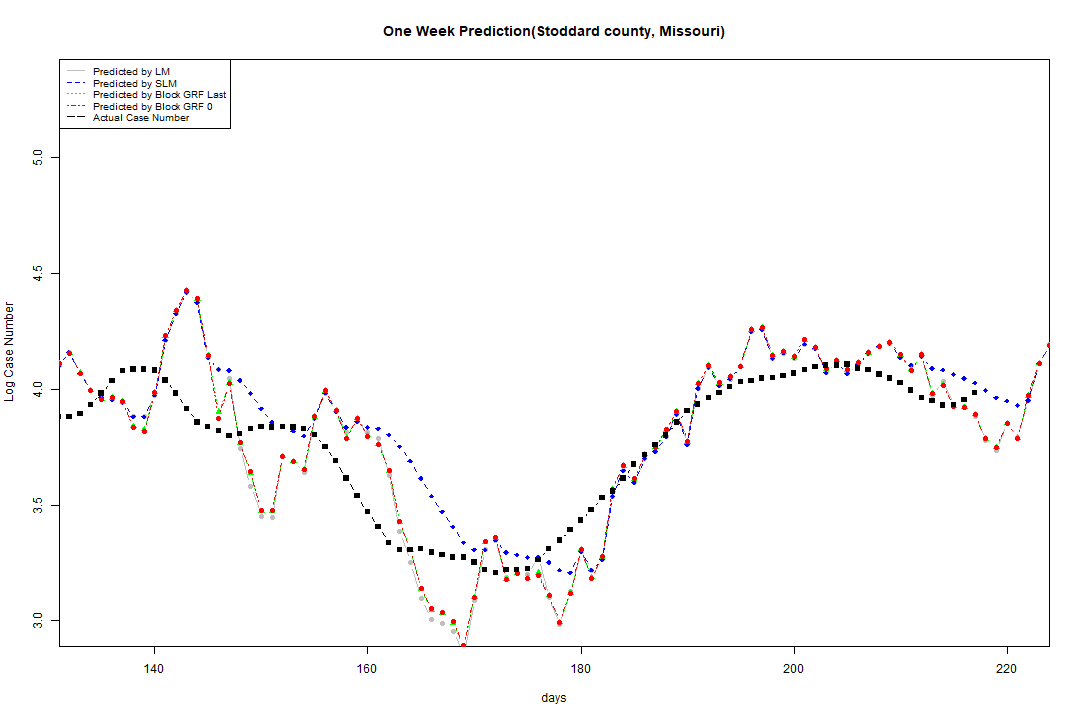 One Week Prediction(Stoddard county, Missouri)
Predicted by LM
Predicted by SLM
Predicted by Block GRF Last
Predicted by Block GRF 0
Actual Case Number
5.0
4.5
4.0
3.5
3.0
Log Case Number
140 160 180 200 220
days